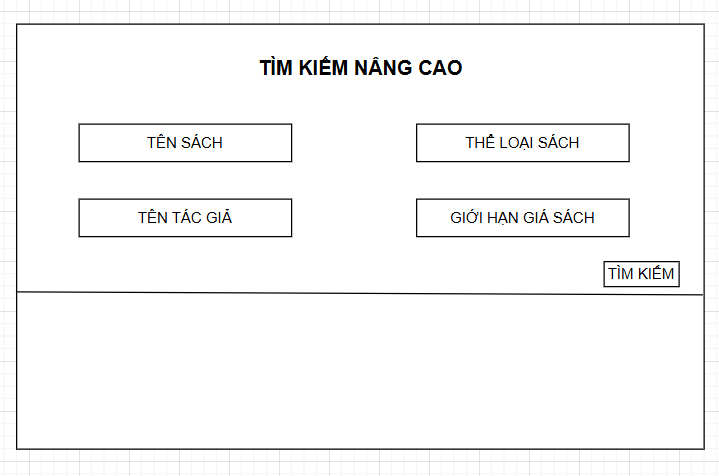 TÌM KIẾM NÂNG CAO
TÊN SÁCH
THỂ LOẠI SÁCH
TÊN TÁC GIẢ
GIỚI HẠN GIÁ SÁCH
TÌM KIẾM